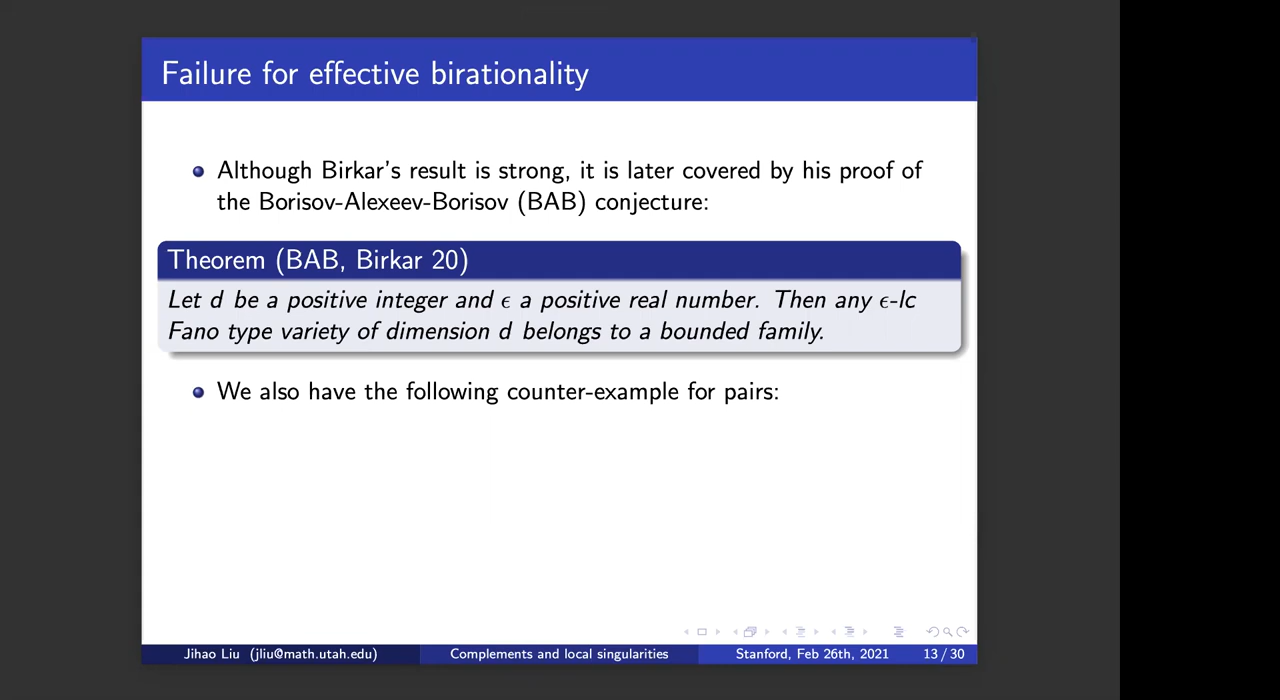 Failure for effective birationality
Although Birkar's result is strong, it is later covered by his proof of
the Borisov-Alexeev-Borisov (BAB) conjecture:
Theorem (BAB, Birkar 20)
Let d be a positive integer and ϵ a positive real number. Then any ϵ-lc
Fano type variety of dimension d belongs to a bounded family.
We also have the following counter-example for pairs:
Jihao Liu (jliu@math.utah.edu)
Complements and local singularities
Stanford, Feb 26th, 2021
13 / 30